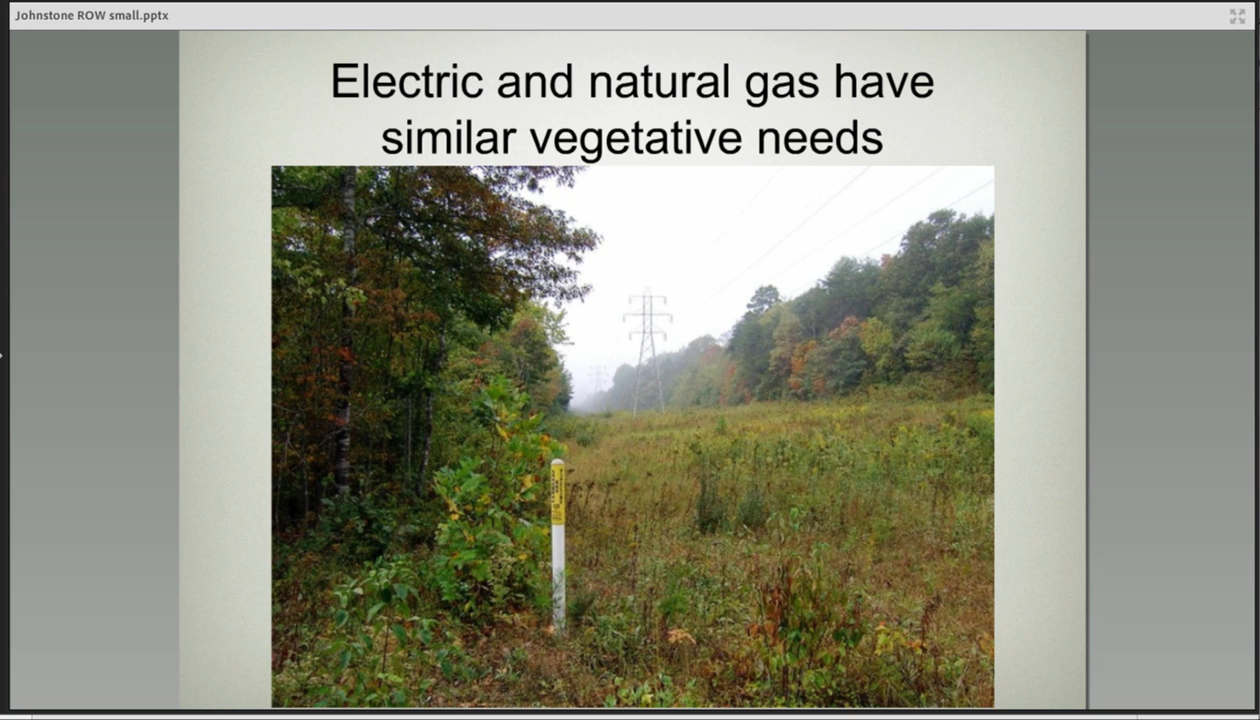 Johnstone ROW small.pptx
Electric and natural gas have
similar vegetative needs